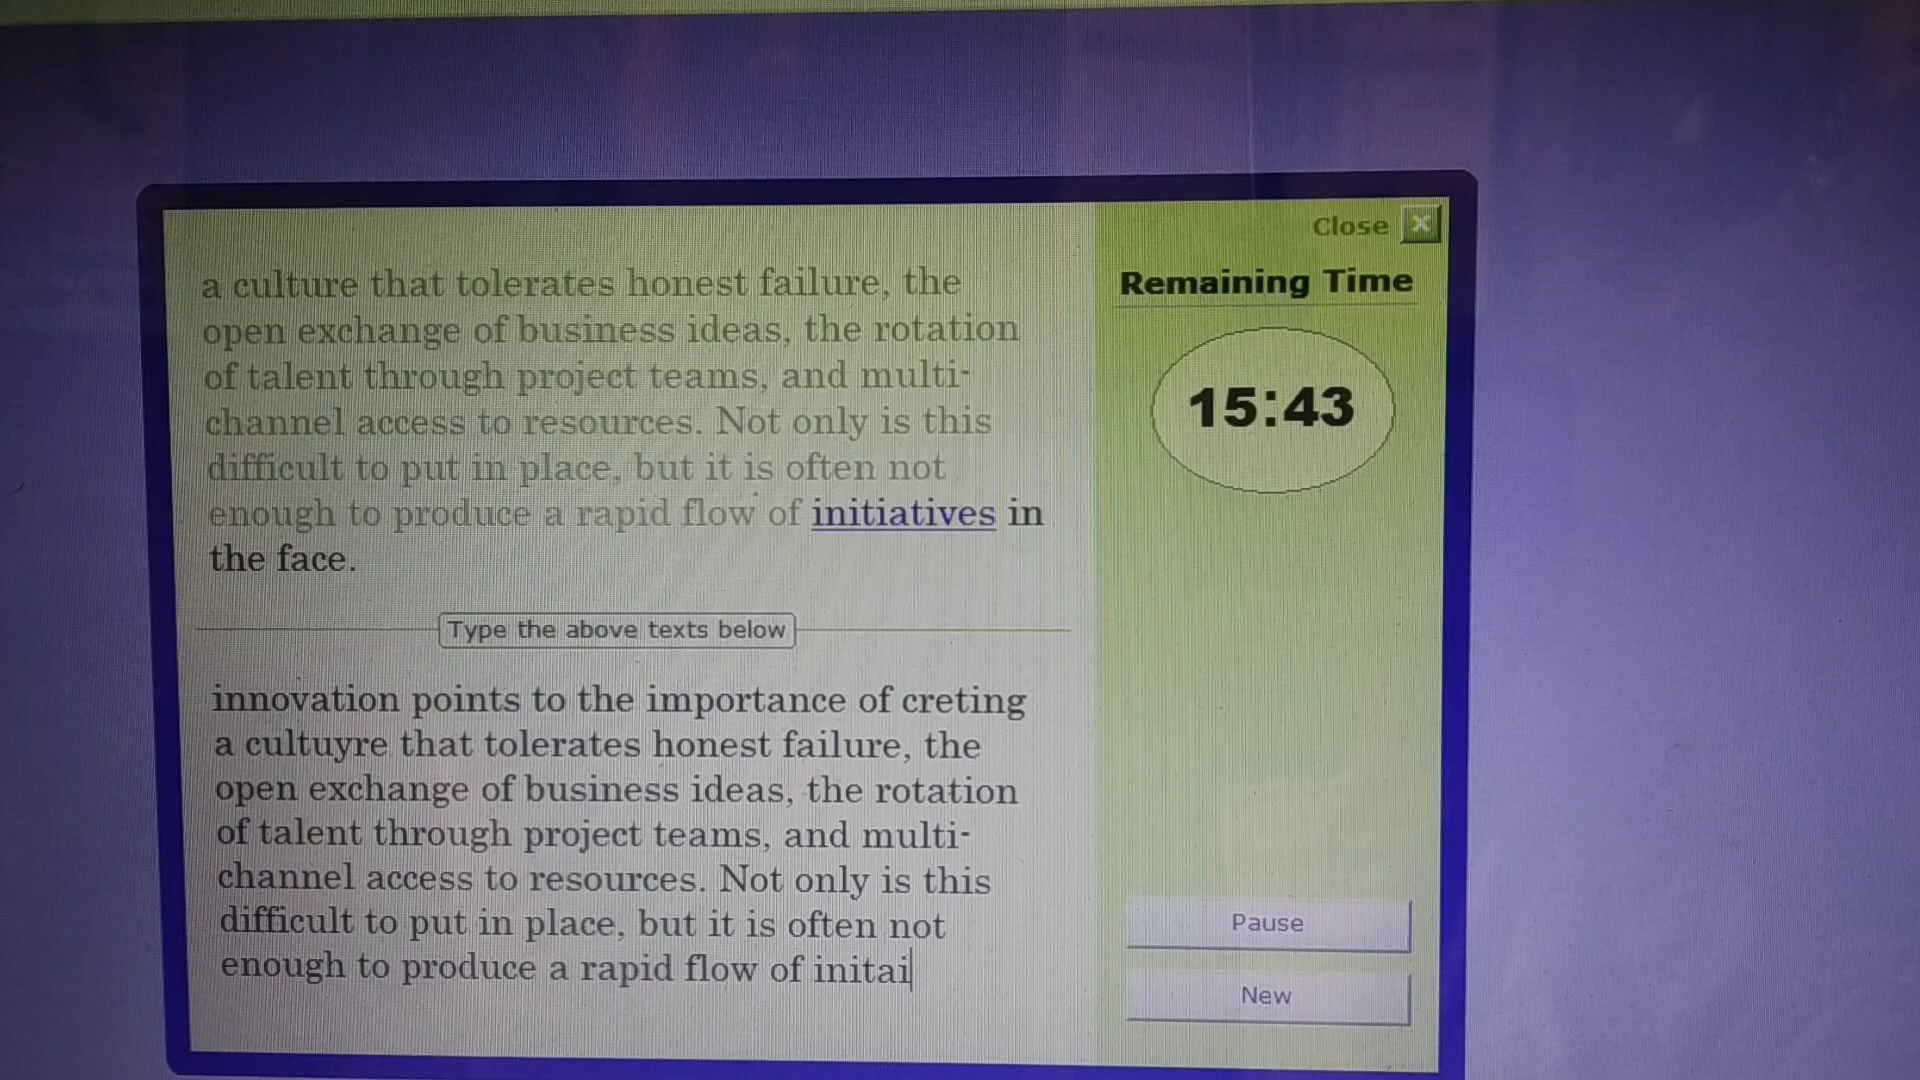 Close
Remaining Time
15:43
a culture that tolerates honest failure, the
open exchange of business ideas, the rotation
of talent through project teams, and multi-
channel access to resources. Not only is this
difficult to put in place, but it is often not
enough to produce a rapid flow of initiatives in
the face.
Type the above texts below
innovation points to the importance of creting
a cultuyre that tolerates honest failure, the
open exchange of business ideas, the rotation
of talent through project teams, and multi-
channel access to resources. Not only is this
difficult to put in place, but it is often not
enough to produce a rapid flow of initai
Pause
New